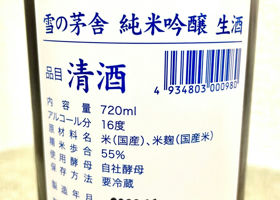 雪の茅舎 純米吟醸 生酒
品目 清酒
4 934803 000980
内容量 720ml
アルコール分 16度
原材料名 米(国産)、米麹(国産米)
精米歩合 55%
使用酵母 自社酵母
保存方法 要冷蔵
製造年月